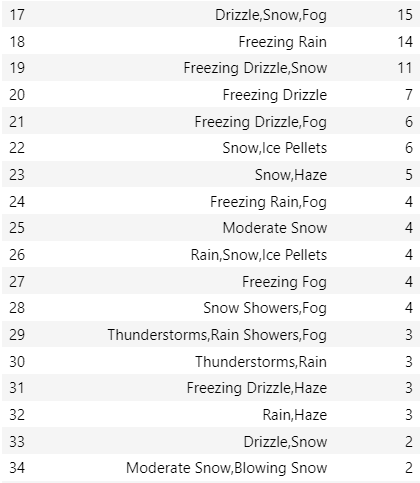 17 Drizzle,Snow,Fog 15
18 Freezing Rain 14
19 Freezing Drizzle,Snow 11
20 Freezing Drizzle 7
21 Freezing Drizzle,Fog 6
22 Snow,Ice Pellets 6
23 Snow,Haze 5
24 Freezing Rain,Fog 4
25 Moderate Snow 4
26 Rain,Snow,Ice Pellets 4
27 Freezing Fog 4
28 Snow Showers,Fog 4
29 Thunderstorms,Rain Showers,Fog 3
30 Thunderstorms,Rain 3
31 Freezing Drizzle,Haze 3
32 Rain,Haze 3
33 Drizzle,Snow 2
34 Moderate Snow,Blowing Snow 2